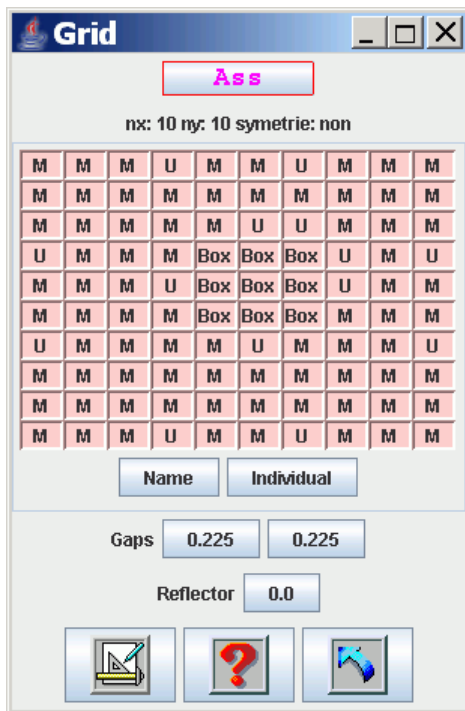 Grid
Ass
nx: 10 ny: 10 symetrie: non
M M M U M M U M M M
M M M M M M M M M M
M M M M M U U M M M
U M M M Box Box Box U M U
M M M U Box Box Box U M M
M M M M Box Box Box M M M
U M M M M U M M M U
M M M M M M M M M M
M M M M M M M M M M
M M M U M M U M M M
Name Individual
Gaps 0.225 0.225
Reflector 0.0
?